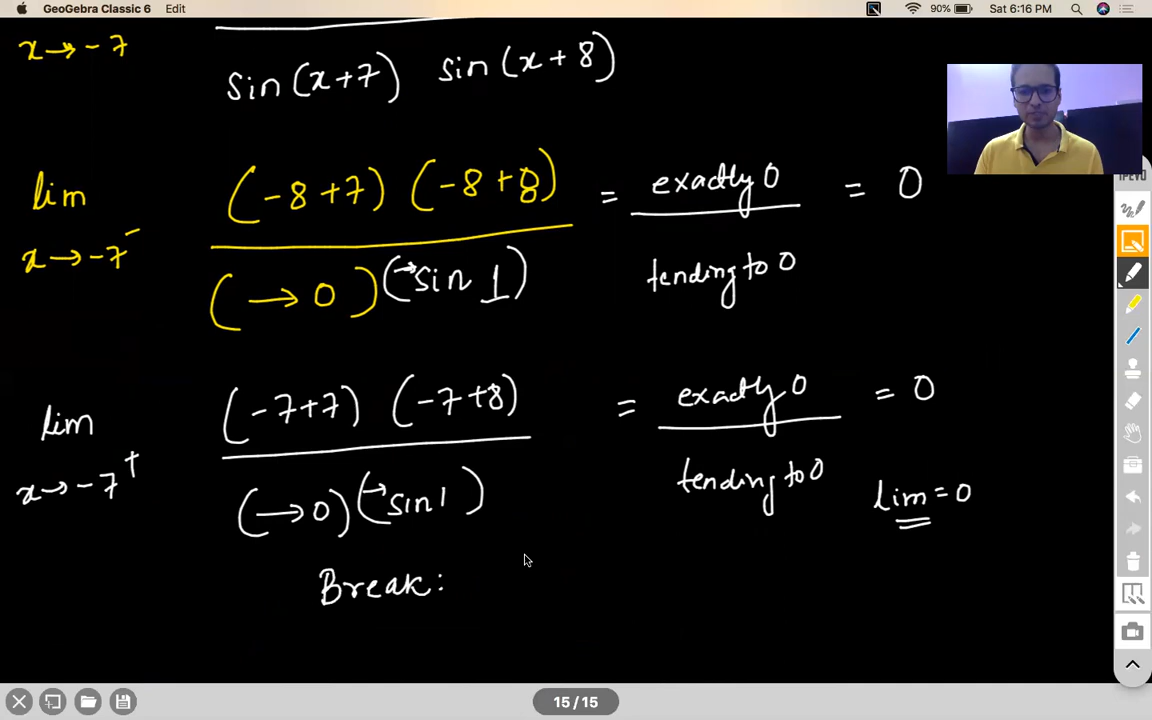 GeoGebra Classic 6 Edit 90% Sat 6:16 PM
x→-7
sin(x+7) sin(x+8)
lim (-8+7) (-8+8) = exactly 0 = 0
x→-7⁻ (→0) (→sin 1) tending to 0
lim (-7+7) (-7+8) = exactly 0 = 0
x→-7⁺ (→0) (→sin 1) tending to 0
lim = 0
Break:
15 / 15